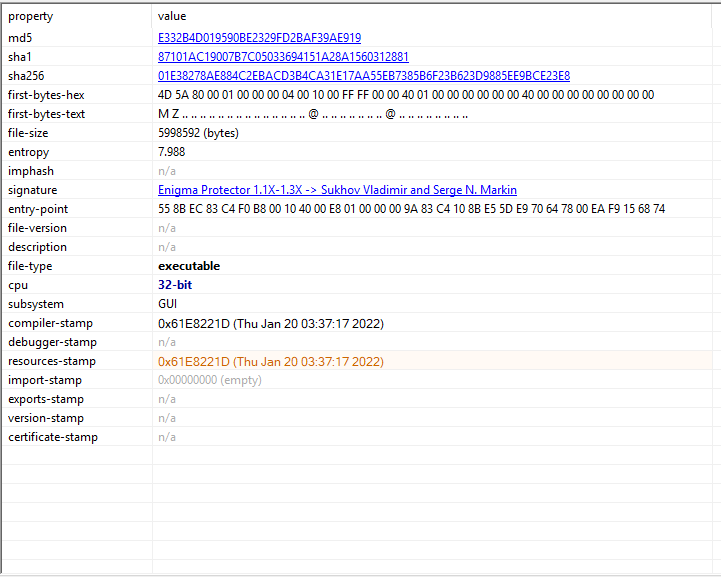 property value
md5 E332B4D019590BE2329FD2BAF39AE919
sha1 87101AC19007B7C05033694151A28A1560312881
sha256 01E38278AE884C2EBACD3B4CA31E17AA55EB7385B6F23B623D9885EE9BCE23E8
first-bytes-hex 4D 5A 80 00 01 00 00 00 04 00 10 00 FF FF 00 00 40 01 00 00 00 00 00 00 40 00 00 00 00 00 00 00
first-bytes-text M Z .. .. .. .. .. .. .. .. .. .. .. .. .. .. @ .. .. .. .. .. .. .. @ .. .. .. .. .. .. ..
file-size 5998592 (bytes)
entropy 7.988
imphash n/a
signature Enigma Protector 1.1X-1.3X -> Sukhov Vladimir and Serge N. Markin
entry-point 55 8B EC 83 C4 F0 B8 00 10 40 00 E8 01 00 00 00 9A 83 C4 10 8B E5 5D E9 70 64 78 00 EA F9 15 68 74
file-version n/a
description n/a
file-type executable
cpu 32-bit
subsystem GUI
compiler-stamp 0x61E8221D (Thu Jan 20 03:37:17 2022)
debugger-stamp n/a
resources-stamp 0x61E8221D (Thu Jan 20 03:37:17 2022)
import-stamp 0x00000000 (empty)
exports-stamp n/a
version-stamp n/a
certificate-stamp n/a